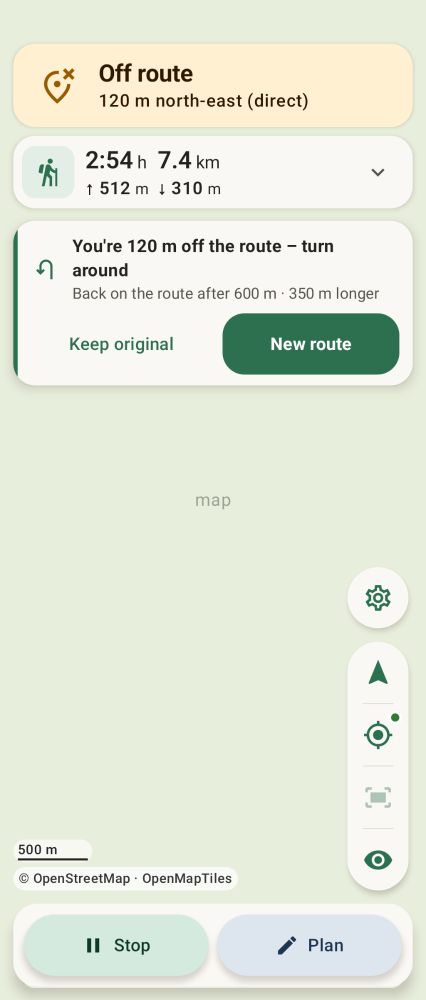 Off route
120 m north-east (direct)
2:54 h 7.4 km
↑ 512 m ↓ 310 m
You're 120 m off the route – turn
around
Back on the route after 600 m · 350 m longer
Keep original
New route
map
500 m
© OpenStreetMap · OpenMapTiles
Stop
Plan